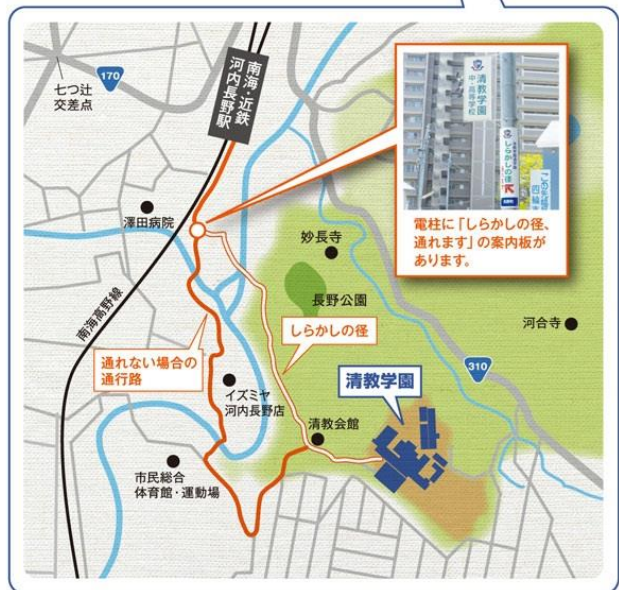 七つ辻
交差点
170
南海・近鉄
河内長野駅
清教学園
中・高等学校
しらかしの径
電柱に「しらかしの径、
通れます」の案内板が
あります。
澤田病院
妙長寺
長野公園
河合寺
南海高野線
しらかしの径
通れない場合の
通行路
310
清教学園
イズミヤ
河内長野店
清教会館
市民総合
体育館・運動場